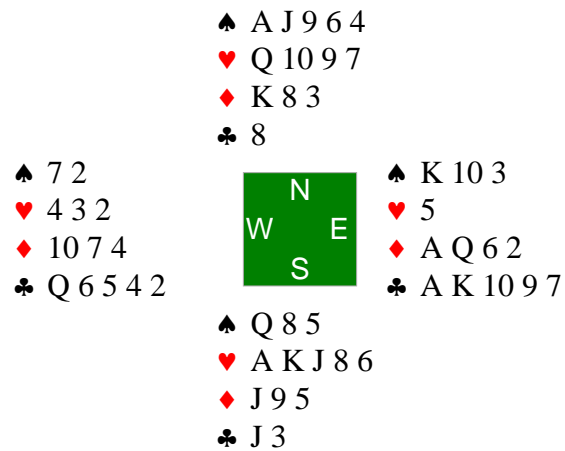 ♠ A J 9 6 4
♥ Q 10 9 7
♦ K 8 3
♣ 8
♠ 7 2
♥ 4 3 2
♦ 10 7 4
♣ Q 6 5 4 2
N
W E
S
♠ K 10 3
♥ 5
♦ A Q 6 2
♣ A K 10 9 7
♠ Q 8 5
♥ A K J 8 6
♦ J 9 5
♣ J 3